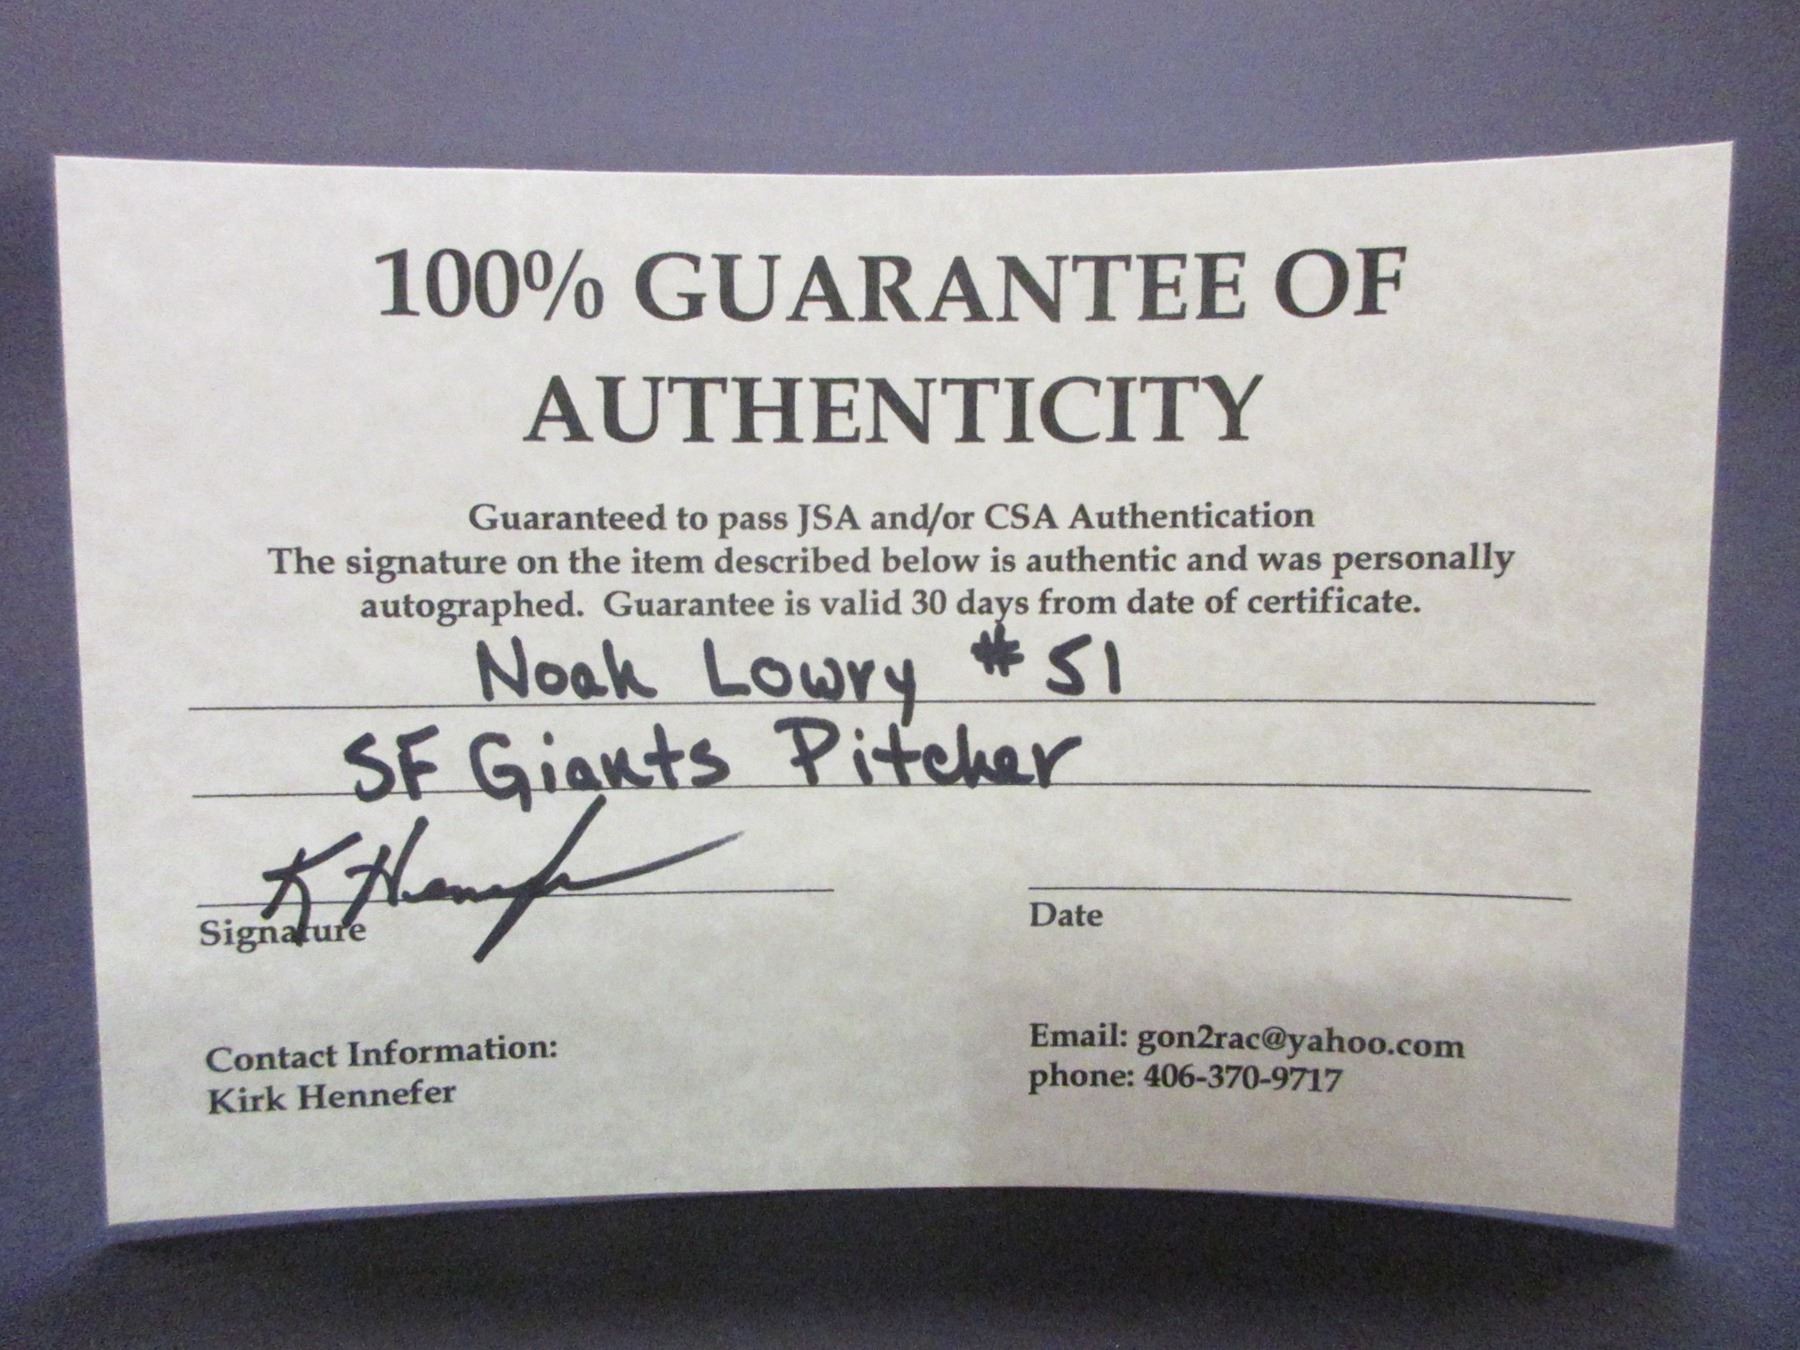 100% GUARANTEE OF
AUTHENTICITY
Guaranteed to pass JSA and/or CSA Authentication
The signature on the item described below is authentic and was personally
autographed. Guarantee is valid 30 days from date of certificate.
Noah Lowry #51
SF Giants Pitcher
K Hennefer
Signature
Date
Contact Information:
Kirk Hennefer
Email: gon2rac@yahoo.com
phone: 406-370-9717